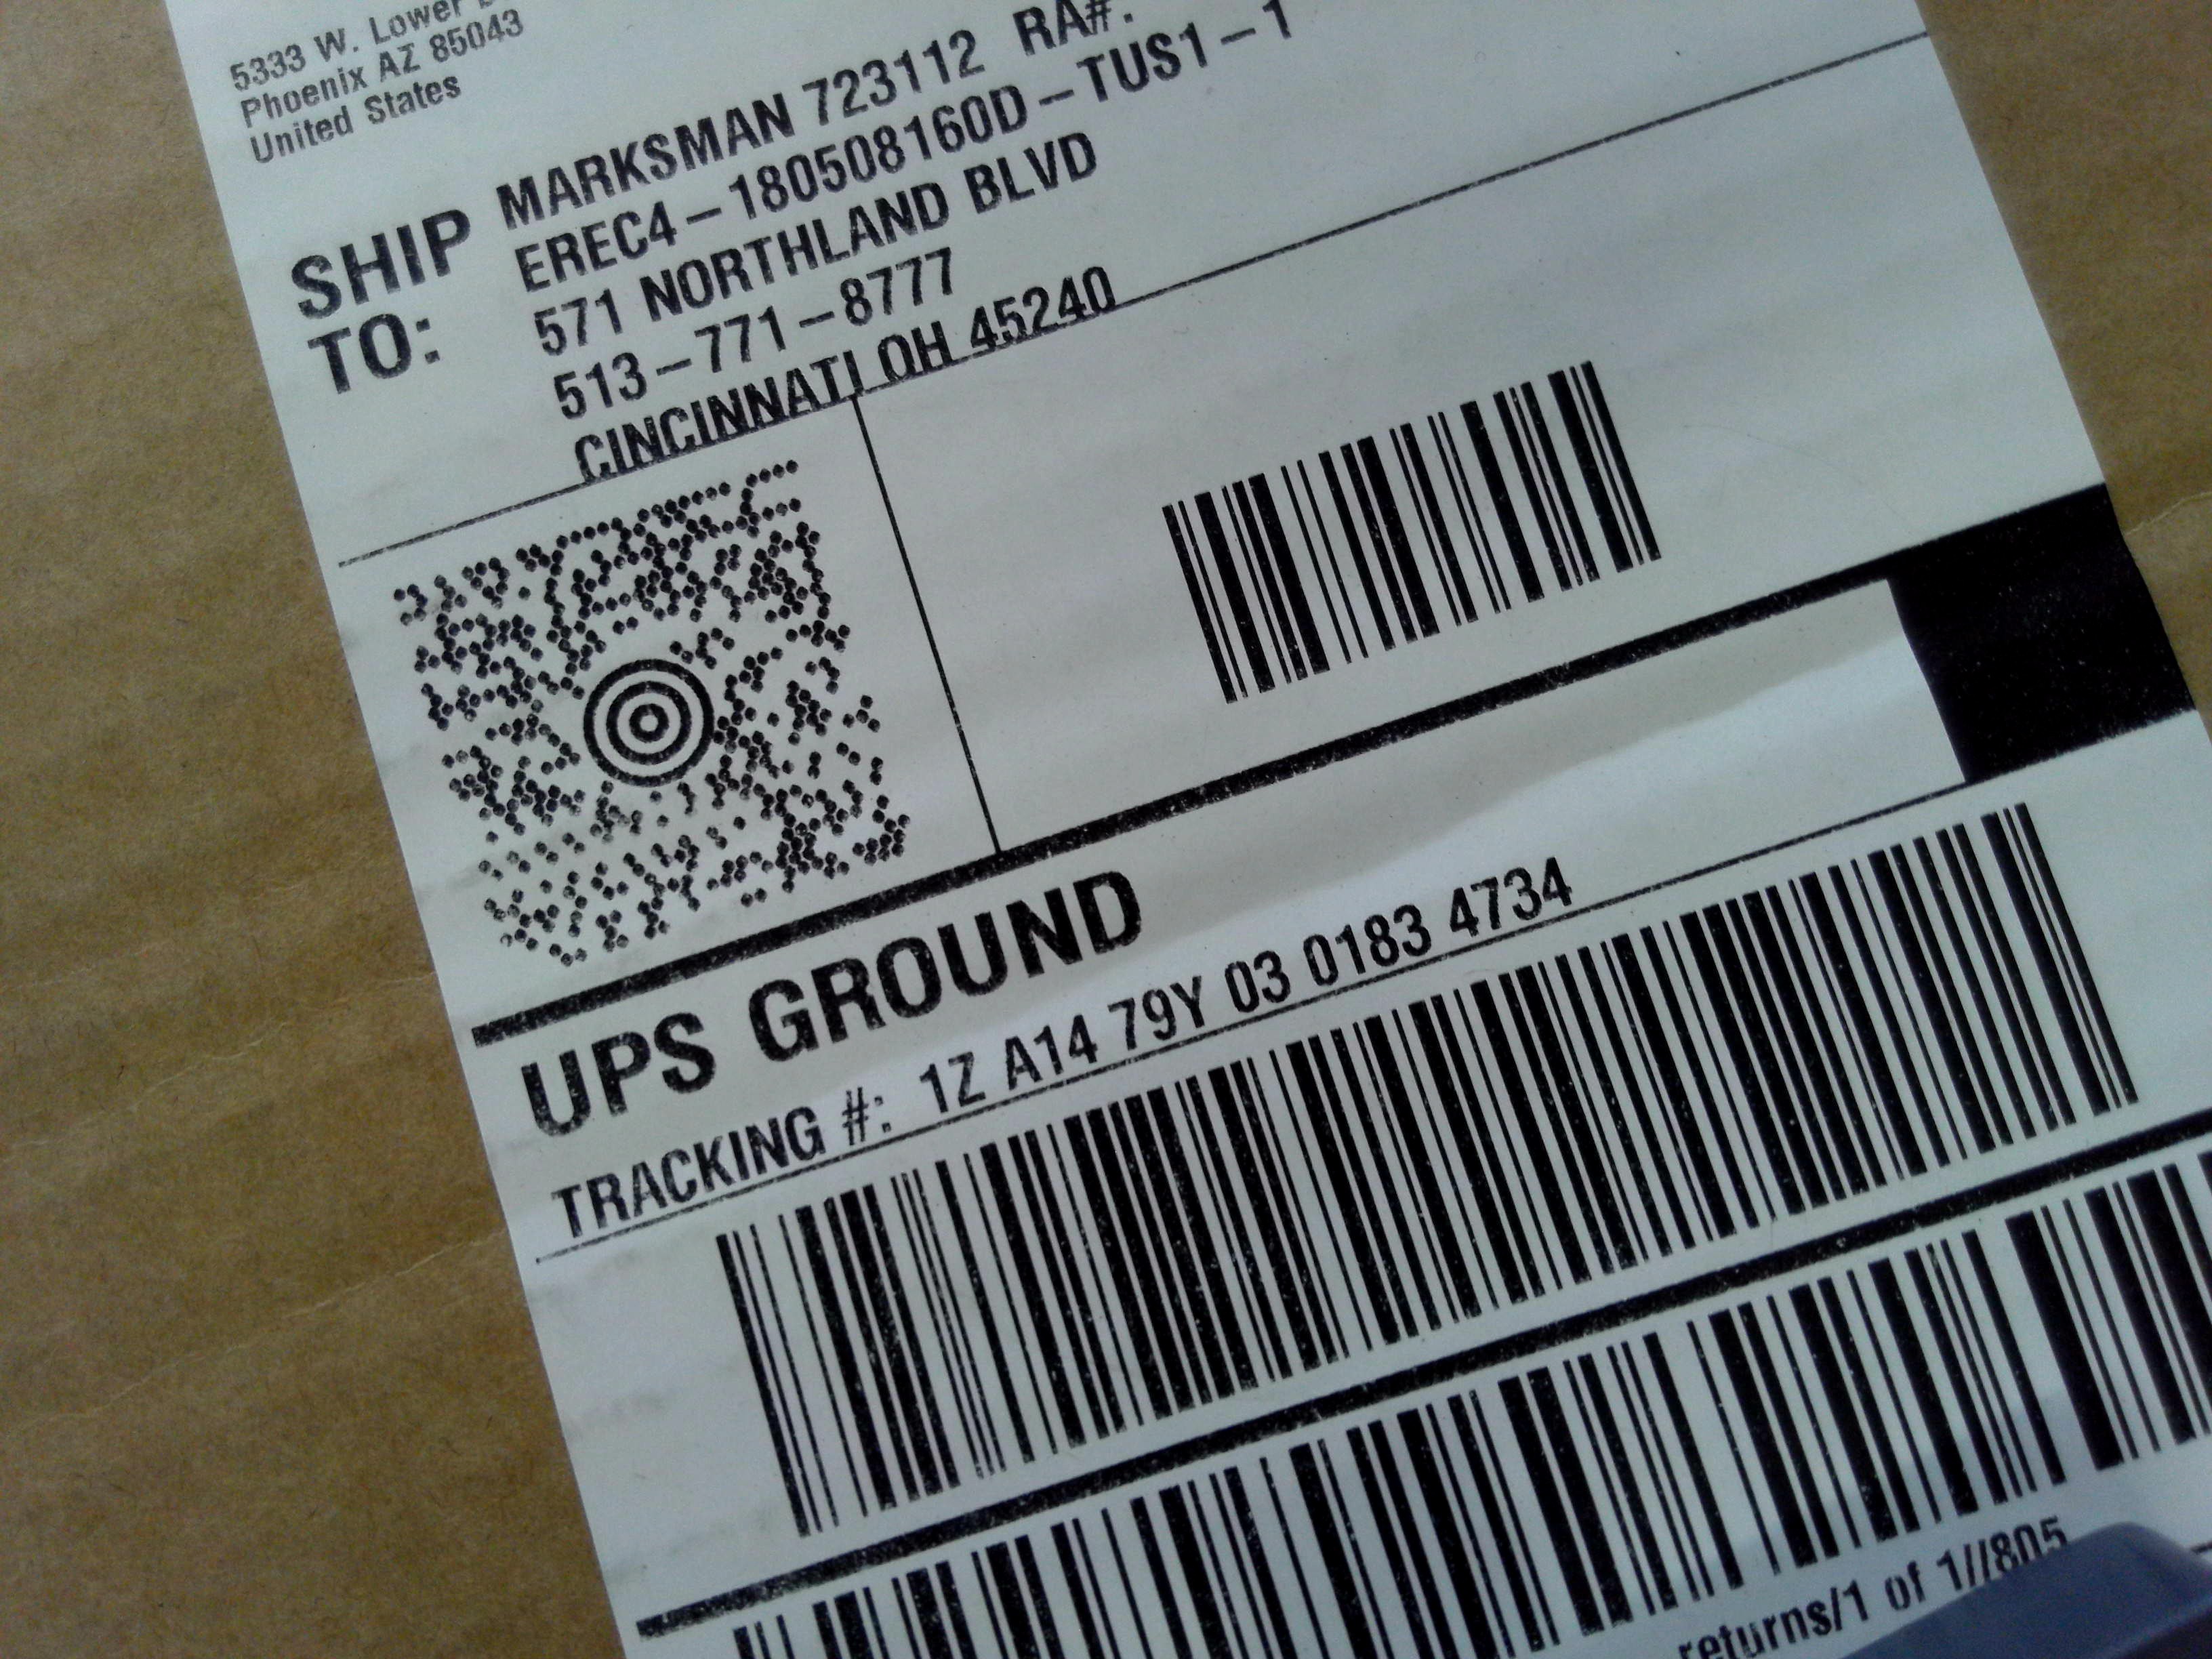 5333 W. Lower
Phoenix AZ 85043
United States
SHIP TO:
MARKSMAN 723112 RA#:
EREC4-180508160D-TUS1-1
571 NORTHLAND BLVD
513-771-8777
CINCINNATI OH 45240
UPS GROUND
TRACKING #: 1Z A14 79Y 03 0183 4734
returns/1 of 1//805